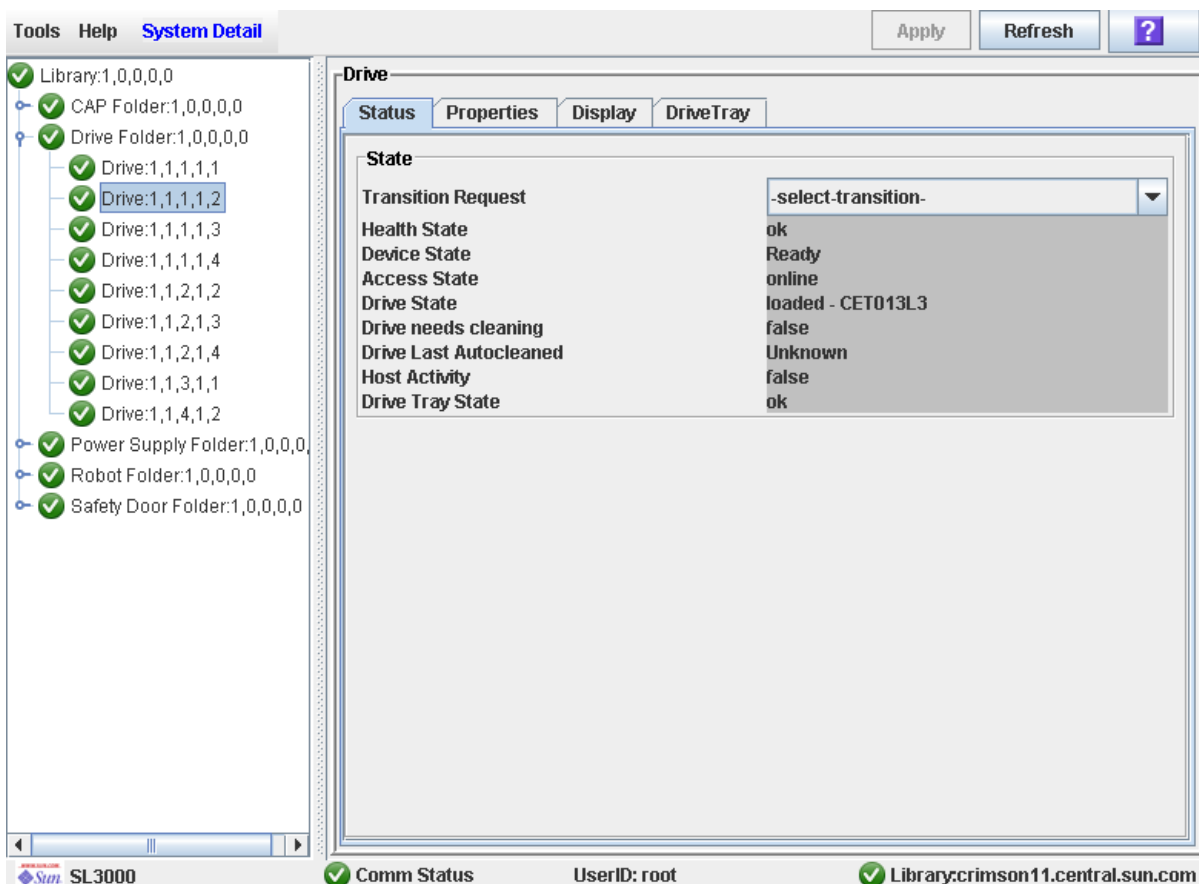 Tools Help System Detail Apply Refresh ?
Library:1,0,0,0,0
CAP Folder:1,0,0,0,0
Drive Folder:1,0,0,0,0
Drive:1,1,1,1,1
Drive:1,1,1,1,2
Drive:1,1,1,1,3
Drive:1,1,1,1,4
Drive:1,1,2,1,2
Drive:1,1,2,1,3
Drive:1,1,2,1,4
Drive:1,1,3,1,1
Drive:1,1,4,1,2
Power Supply Folder:1,0,0,0,
Robot Folder:1,0,0,0,0
Safety Door Folder:1,0,0,0,0
Drive
Status Properties Display DriveTray
State
Transition Request -select-transition-
Health State ok
Device State Ready
Access State online
Drive State loaded - CET013L3
Drive needs cleaning false
Drive Last Autocleaned Unknown
Host Activity false
Drive Tray State ok
Sun SL3000 Comm Status UserID: root Library:crimson11.central.sun.com